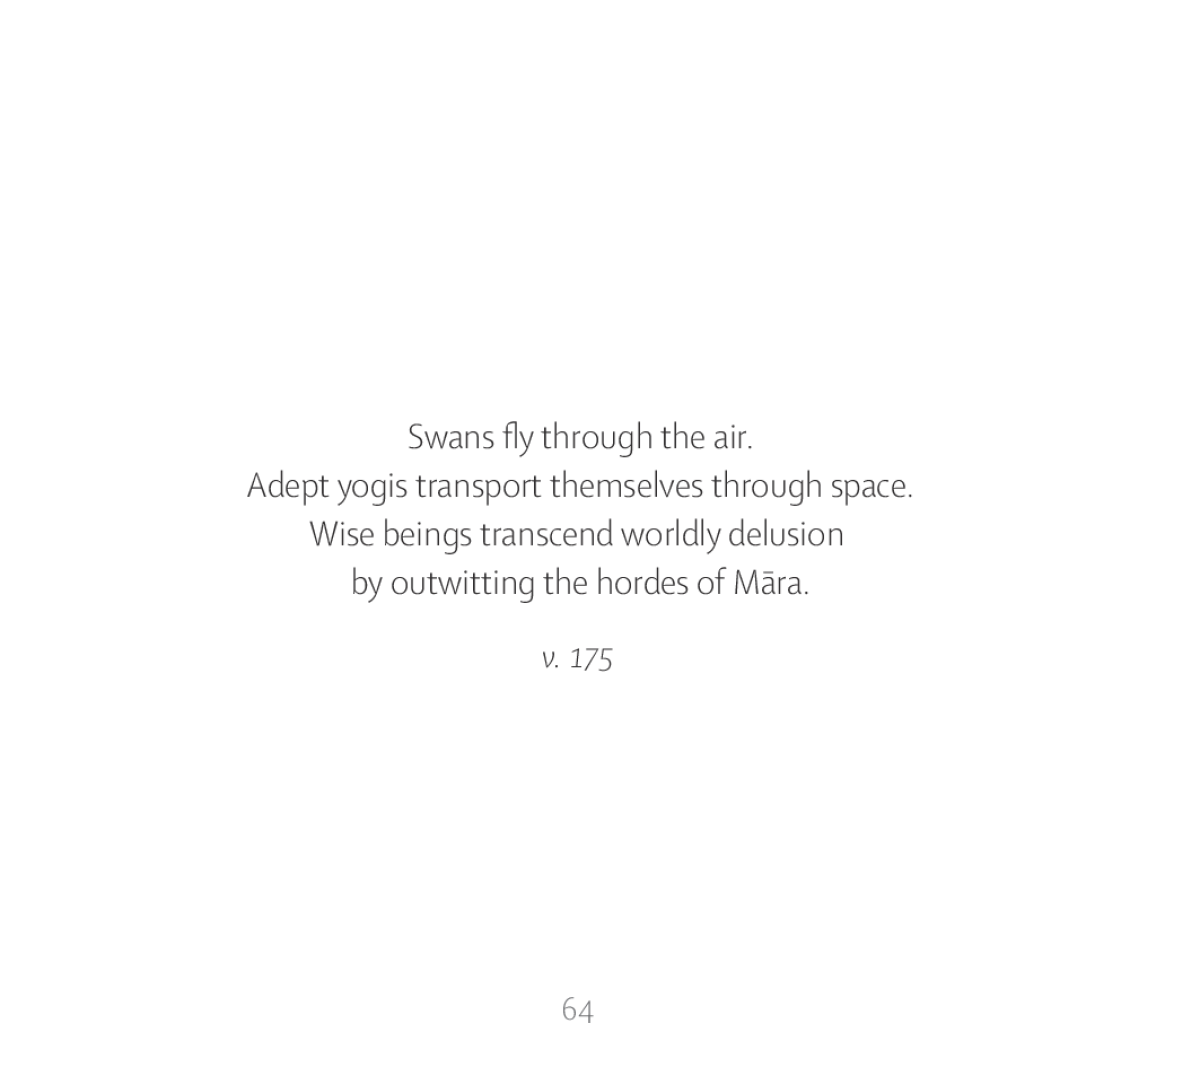 Swans fly through the air.
Adept yogis transport themselves through space.
Wise beings transcend worldly delusion
by outwitting the hordes of Māra.
v. 175
64